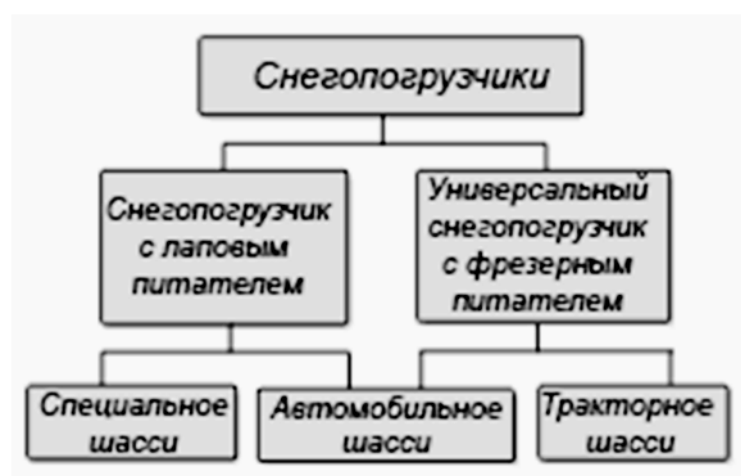 Снегопогрузчики
Снегопогрузчик
с лаповым
питателем
Универсальный
снегопогрузчик
с фрезерным
питателем
Специальное
шасси
Автомобильное
шасси
Тракторное
шасси